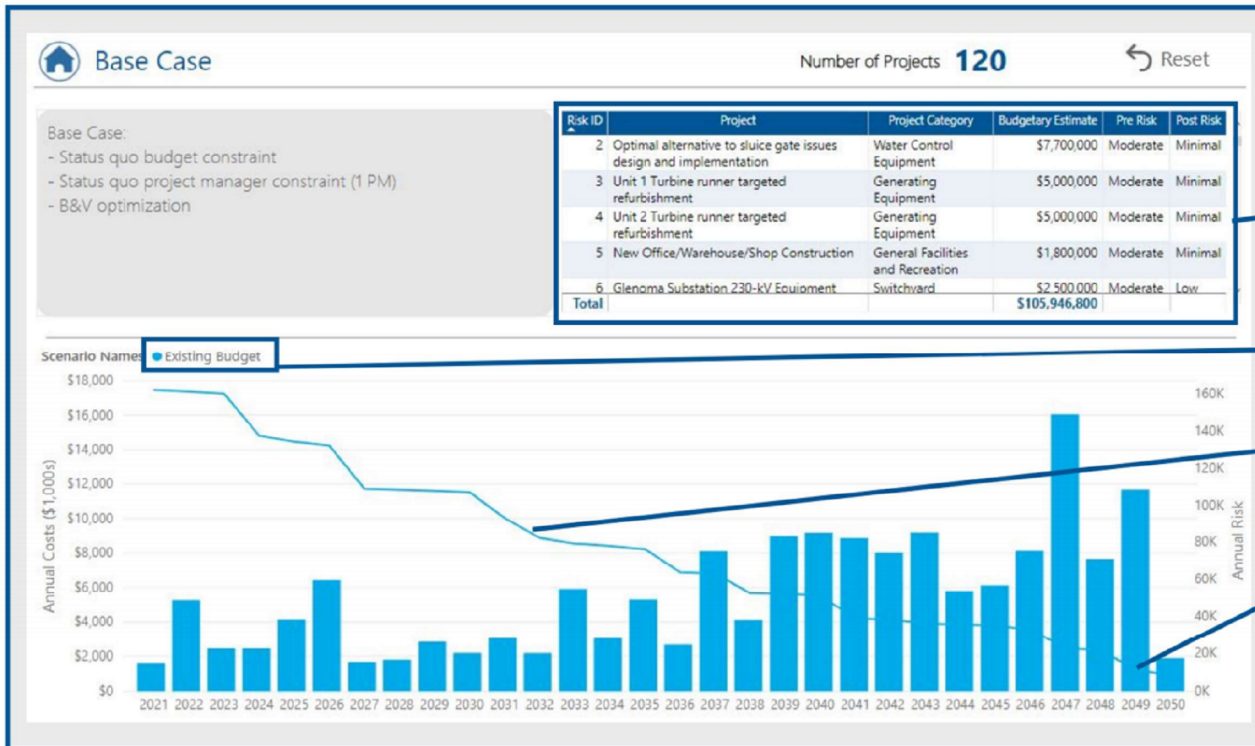 Base Case
Number of Projects 120
Reset
Base Case:
- Status quo budget constraint
- Status quo project manager constraint (1 PM)
- B&V optimization
Risk ID Project Project Category Budgetary Estimate Pre Risk Post Risk
2 Optimal alternative to sluice gate issues design and implementation Water Control Equipment $7,700,000 Moderate Minimal
3 Unit 1 Turbine runner targeted refurbishment Generating Equipment $5,000,000 Moderate Minimal
4 Unit 2 Turbine runner targeted refurbishment Generating Equipment $5,000,000 Moderate Minimal
5 New Office/Warehouse/Shop Construction General Facilities and Recreation $1,800,000 Moderate Minimal
6 Glenoma Substation 230-kV Equipment Switchyard $2,500,000 Moderate Low
Total $105,946,800
Scenario Names Existing Budget
Annual Costs ($1,000s)
$18,000
$16,000
$14,000
$12,000
$10,000
$8,000
$6,000
$4,000
$2,000
$0
160K
140K
120K
100K
80K
60K
40K
20K
0K
Annual Risk
2021 2022 2023 2024 2025 2026 2027 2028 2029 2030 2031 2032 2033 2034 2035 2036 2037 2038 2039 2040 2041 2042 2043 2044 2045 2046 2047 2048 2049 2050